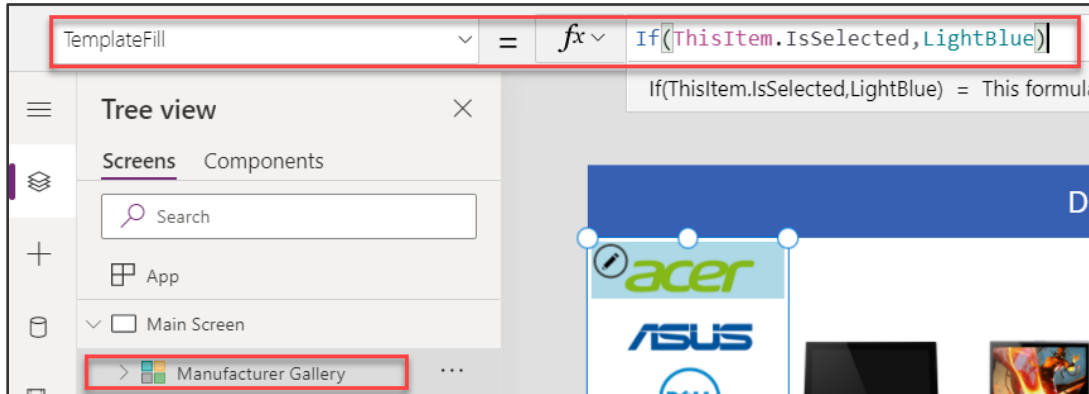 TemplateFill = fx If(ThisItem.IsSelected,LightBlue)
If(ThisItem.IsSelected,LightBlue) = This formul
Tree view
Screens Components
Search
App
Main Screen
Manufacturer Gallery ...
D
acer
ASUS